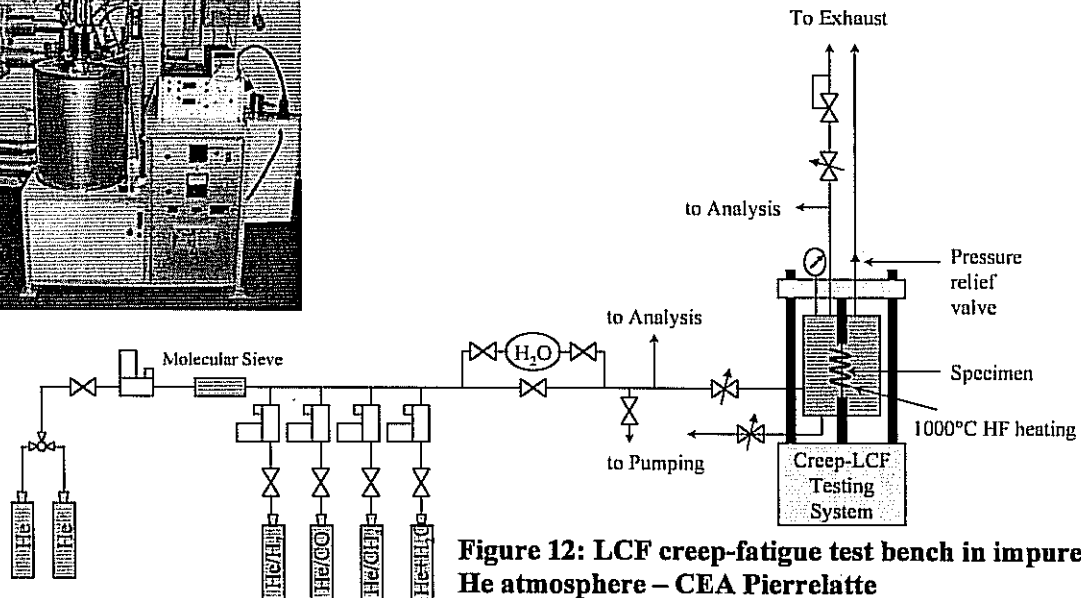 To Exhaust
to Analysis
Pressure
relief
valve
to Analysis
H₂O
Molecular Sieve
Specimen
1000°C HF heating
to Pumping
Creep-LCF
Testing
System
He
He
He/H₂
He/CO
He/CH₄
Figure 12: LCF creep-fatigue test bench in impure
He atmosphere – CEA Pierrelatte